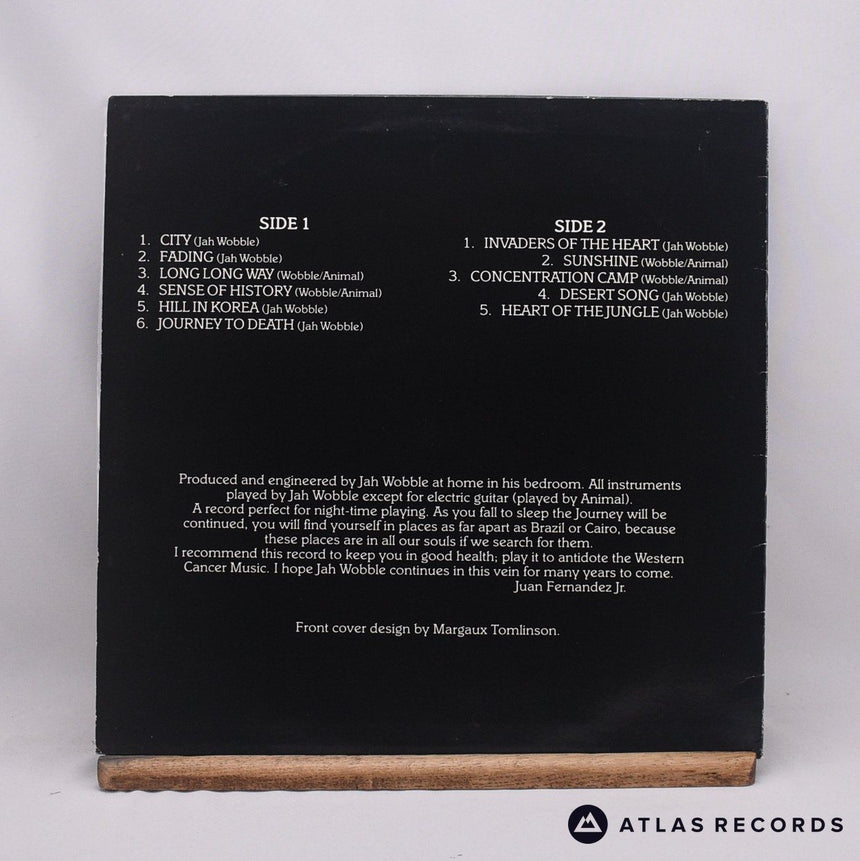 SIDE 1
1. CITY (Jah Wobble)
2. FADING (Jah Wobble)
3. LONG LONG WAY (Wobble/Animal)
4. SENSE OF HISTORY (Wobble/Animal)
5. HILL IN KOREA (Jah Wobble)
6. JOURNEY TO DEATH (Jah Wobble)
SIDE 2
1. INVADERS OF THE HEART (Jah Wobble)
2. SUNSHINE (Wobble/Animal)
3. CONCENTRATION CAMP (Wobble/Animal)
4. DESERT SONG (Jah Wobble)
5. HEART OF THE JUNGLE (Jah Wobble)
Produced and engineered by Jah Wobble at home in his bedroom. All instruments
played by Jah Wobble except for electric guitar (played by Animal).
A record perfect for night-time playing. As you fall to sleep the Journey will be
continued, you will find yourself in places as far apart as Brazil or Cairo, because
these places are in all our souls if we search for them.
I recommend this record to keep you in good health; play it to antidote the Western
Cancer Music. I hope Jah Wobble continues in this vein for many years to come.
Juan Fernandez Jr.
Front cover design by Margaux Tomlinson.
ATLAS RECORDS